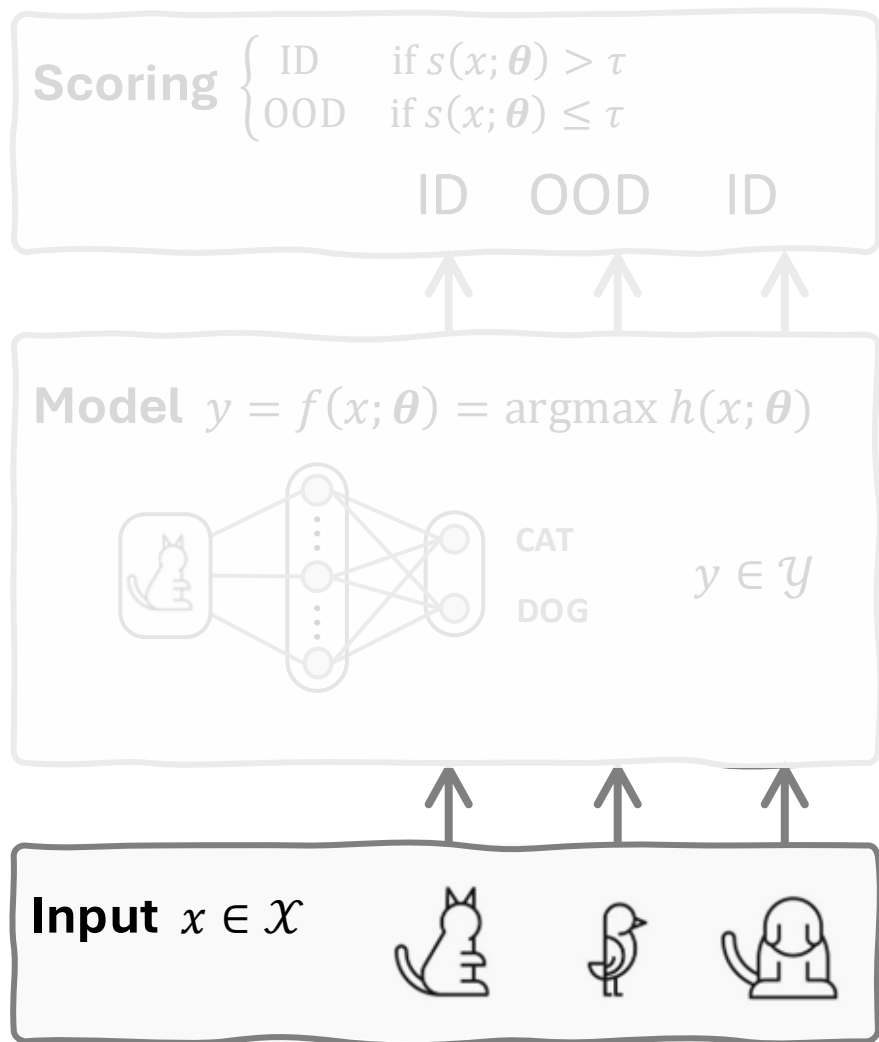 Scoring { ID if s(x; θ) > τ
OOD if s(x; θ) ≤ τ
ID OOD ID
Model y = f(x; θ) = argmax h(x; θ)
CAT
DOG
y ∈ 𝒴
Input x ∈ 𝒳